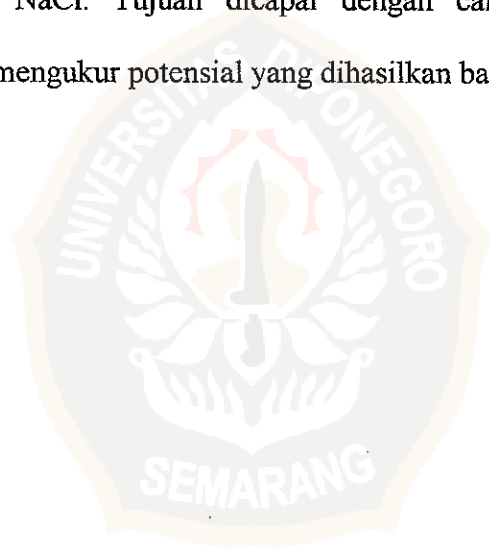 NaCl. Tujuan dicapai dengan
mengukur potensial yang dihasilkan
UNIVERSITAS DIPONEGORO
SEMARANG